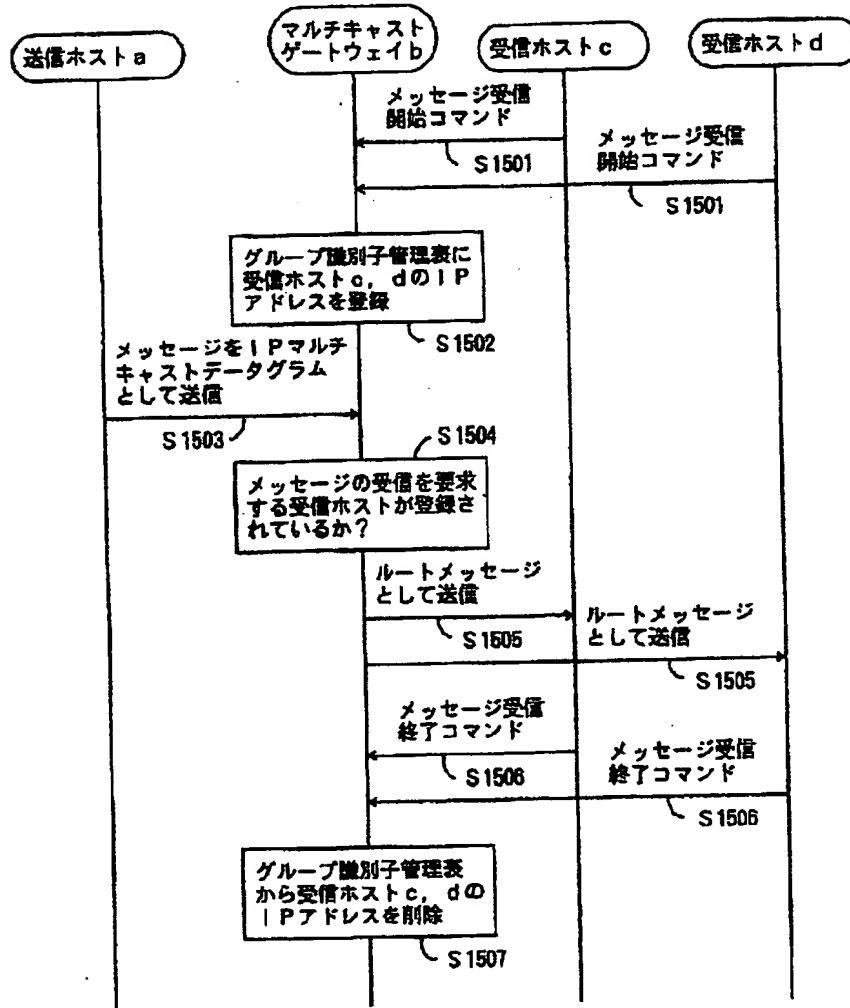 送信ホストa
マルチキャスト
ゲートウェイb
受信ホストc
受信ホストd
メッセージ受信
開始コマンド
S1501
メッセージ受信
開始コマンド
S1501
グループ識別子管理表に
受信ホストc, dのIP
アドレスを登録
S1502
メッセージをIPマルチ
キャストデータグラム
として送信
S1503
S1504
メッセージの受信を要求
する受信ホストが登録さ
れているか?
ルートメッセージ
として送信
S1505
ルートメッセージ
として送信
S1505
メッセージ受信
終了コマンド
S1506
メッセージ受信
終了コマンド
S1506
グループ識別子管理表
から受信ホストc, dの
IPアドレスを削除
S1507